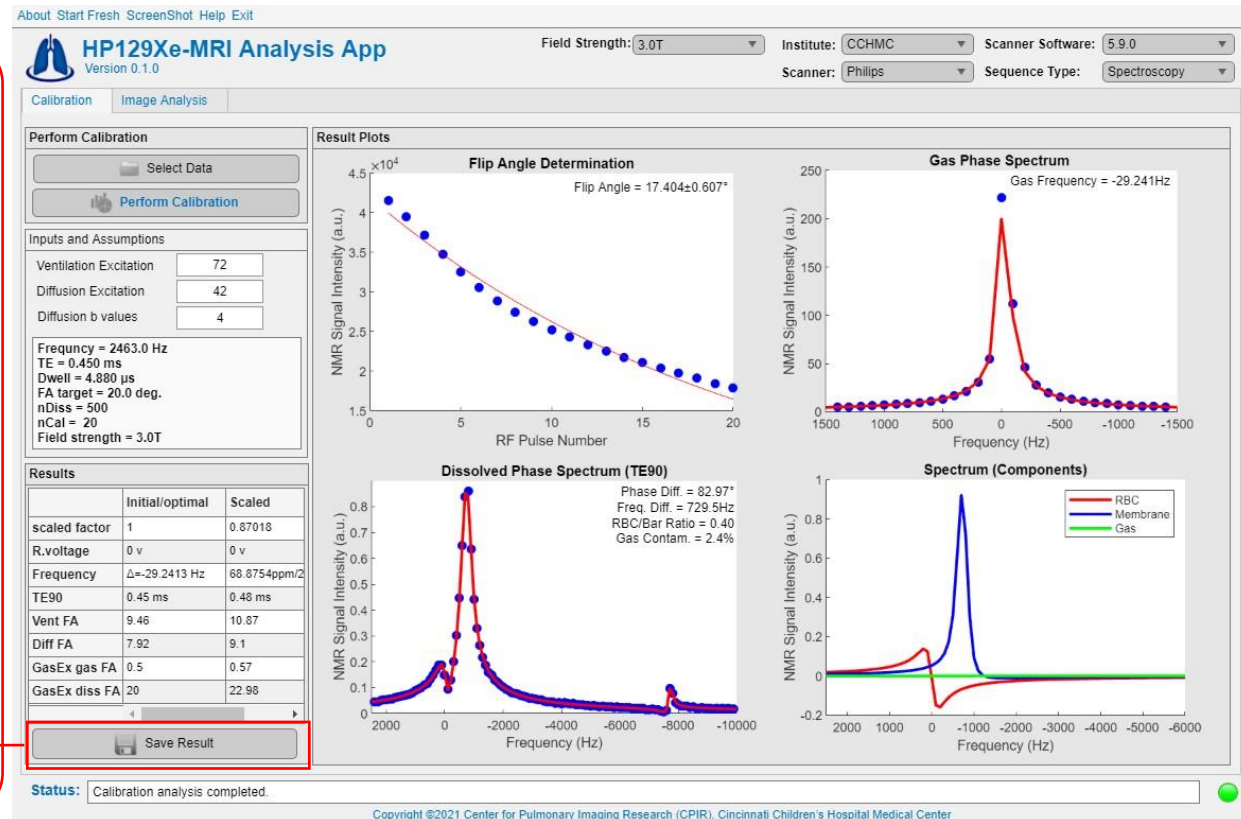 About Start Fresh ScreenShot Help Exit
HP129Xe-MRI Analysis App
Version 0.1.0
Field Strength: 3.0T
Institute: CCHMC
Scanner Software: 5.9.0
Scanner: Philips
Sequence Type: Spectroscopy
Calibration Image Analysis
Perform Calibration
Select Data
Perform Calibration
Inputs and Assumptions
Ventilation Excitation 72
Diffusion Excitation 42
Diffusion b values 4
Frequncy = 2463.0 Hz
TE = 0.450 ms
Dwell = 4.880 µs
FA target = 20.0 deg.
nDiss = 500
nCal = 20
Field strength = 3.0T
Results
Initial/optimal Scaled
scaled factor 1 0.87018
R.voltage 0 v 0 v
Frequency Δ=-29.2413 Hz 68.8754ppm/2
TE90 0.45 ms 0.48 ms
Vent FA 9.46 10.87
Diff FA 7.92 9.1
GasEx gas FA 0.5 0.57
GasEx diss FA 20 22.98
Save Result
Result Plots
Flip Angle Determination
×10⁴
Flip Angle = 17.404±0.607°
NMR Signal Intensity (a.u.)
4.5
4
3.5
3
2.5
2
1.5
0 5 10 15 20
RF Pulse Number
Gas Phase Spectrum
Gas Frequency = -29.241Hz
NMR Signal Intensity (a.u.)
250
200
150
100
50
0
1500 1000 500 0 -500 -1000 -1500
Frequency (Hz)
Dissolved Phase Spectrum (TE90)
Phase Diff. = 82.97°
Freq. Diff. = 729.5Hz
RBC/Bar Ratio = 0.40
Gas Contam. = 2.4%
NMR Signal Intensity (a.u.)
0.8
0.7
0.6
0.5
0.4
0.3
0.2
0.1
0
2000 0 -2000 -4000 -6000 -8000 -10000
Frequency (Hz)
Spectrum (Components)
RBC
Membrane
Gas
NMR Signal Intensity (a.u.)
1
0.8
0.6
0.4
0.2
0
-0.2
2000 1000 0 -1000 -2000 -3000 -4000 -5000 -6000
Frequency (Hz)
Status: Calibration analysis completed.
Copyright ©2021 Center for Pulmonary Imaging Research (CPIR), Cincinnati Children's Hospital Medical Center